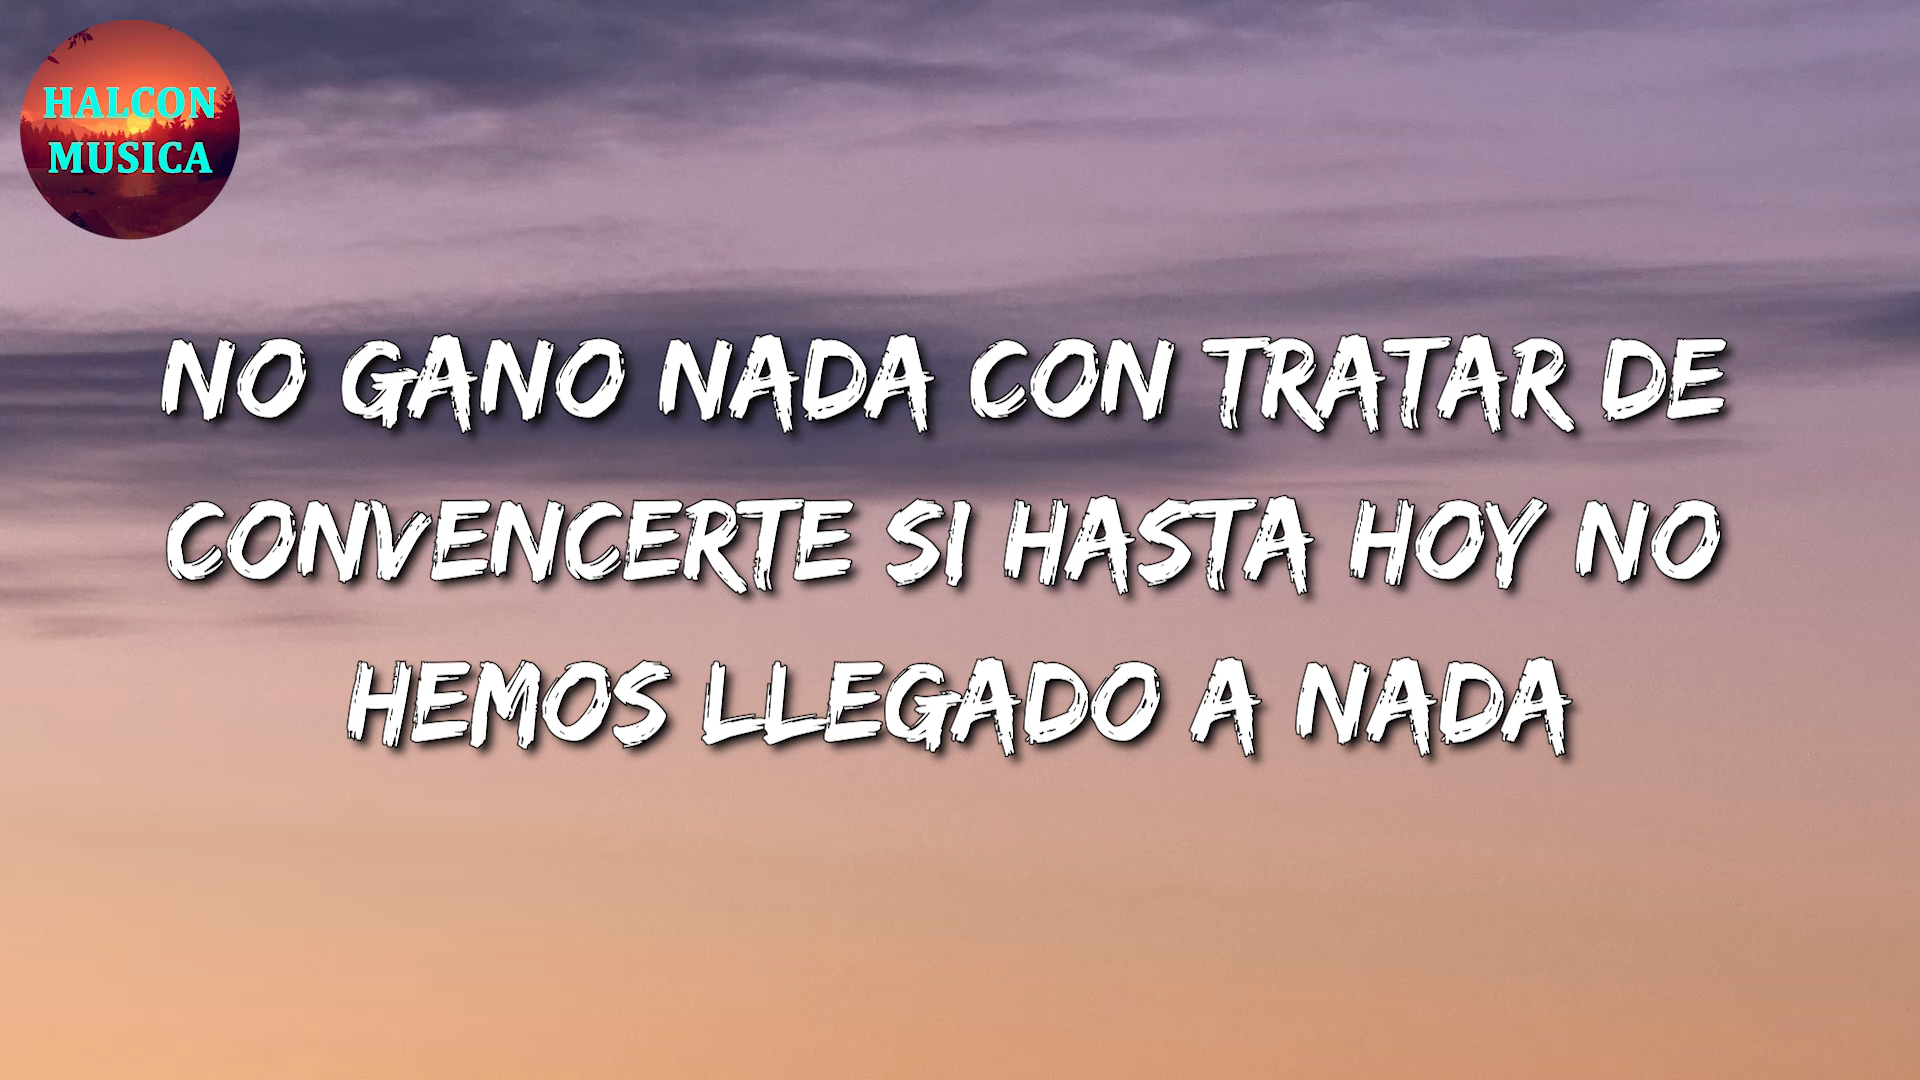 HALCON
MUSICA
NO GANO NADA CON TRATAR DE
CONVENCERTE SI HASTA HOY NO
HEMOS LLEGADO A NADA